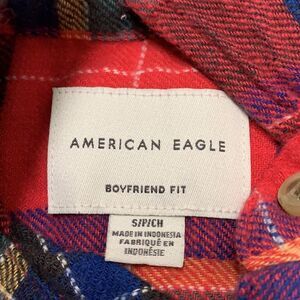 AMERICAN EAGLE
BOYFRIEND FIT
S/P/CH
MADE IN INDONESIA
FABRIQUÉ EN
INDONÉSIE